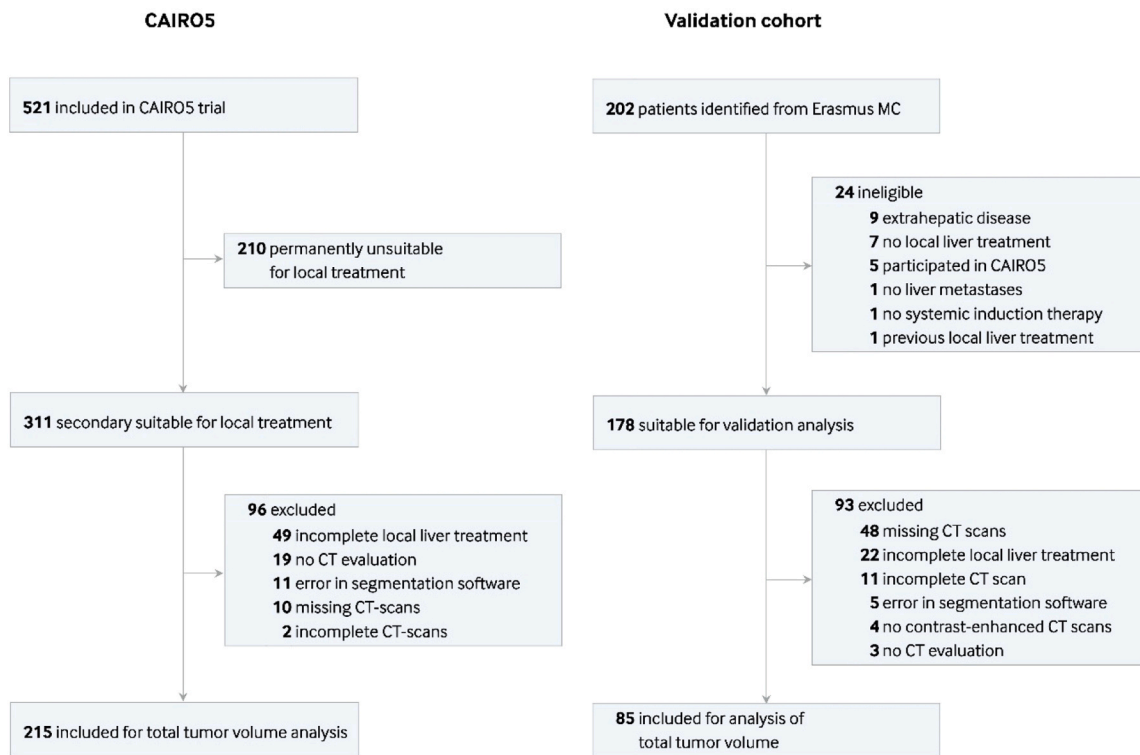 CAIRO5
521 included in CAIRO5 trial
210 permanently unsuitable
for local treatment
311 secondary suitable for local treatment
96 excluded
49 incomplete local liver treatment
19 no CT evaluation
11 error in segmentation software
10 missing CT-scans
2 incomplete CT-scans
215 included for total tumor volume analysis
Validation cohort
202 patients identified from Erasmus MC
24 ineligible
9 extrahepatic disease
7 no local liver treatment
5 participated in CAIRO5
1 no liver metastases
1 no systemic induction therapy
1 previous local liver treatment
178 suitable for validation analysis
93 excluded
48 missing CT scans
22 incomplete local liver treatment
11 incomplete CT scan
5 error in segmentation software
4 no contrast-enhanced CT scans
3 no CT evaluation
85 included for analysis of
total tumor volume